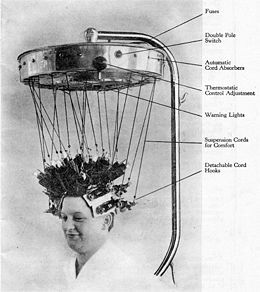 Fuses
Double Pole
Switch
Automatic
Cord Absorbers
Thermostatic
Control Adjustment
Warning Lights
Suspension Cords
for Comfort
Detachable Cord
Hooks